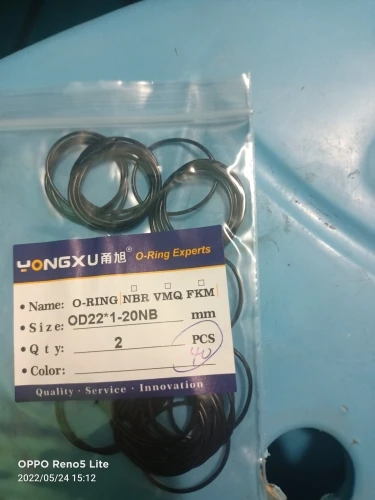 YONGXU甬旭® O-Ring Experts
• Name: O-RING □NBR □VMQ □FKM
• Size: OD22*1-20NB mm
• Qty: 2 PCS
40
• Color:
Quality · Service · Innovation
OPPO Reno5 Lite
2022/05/24 15:12